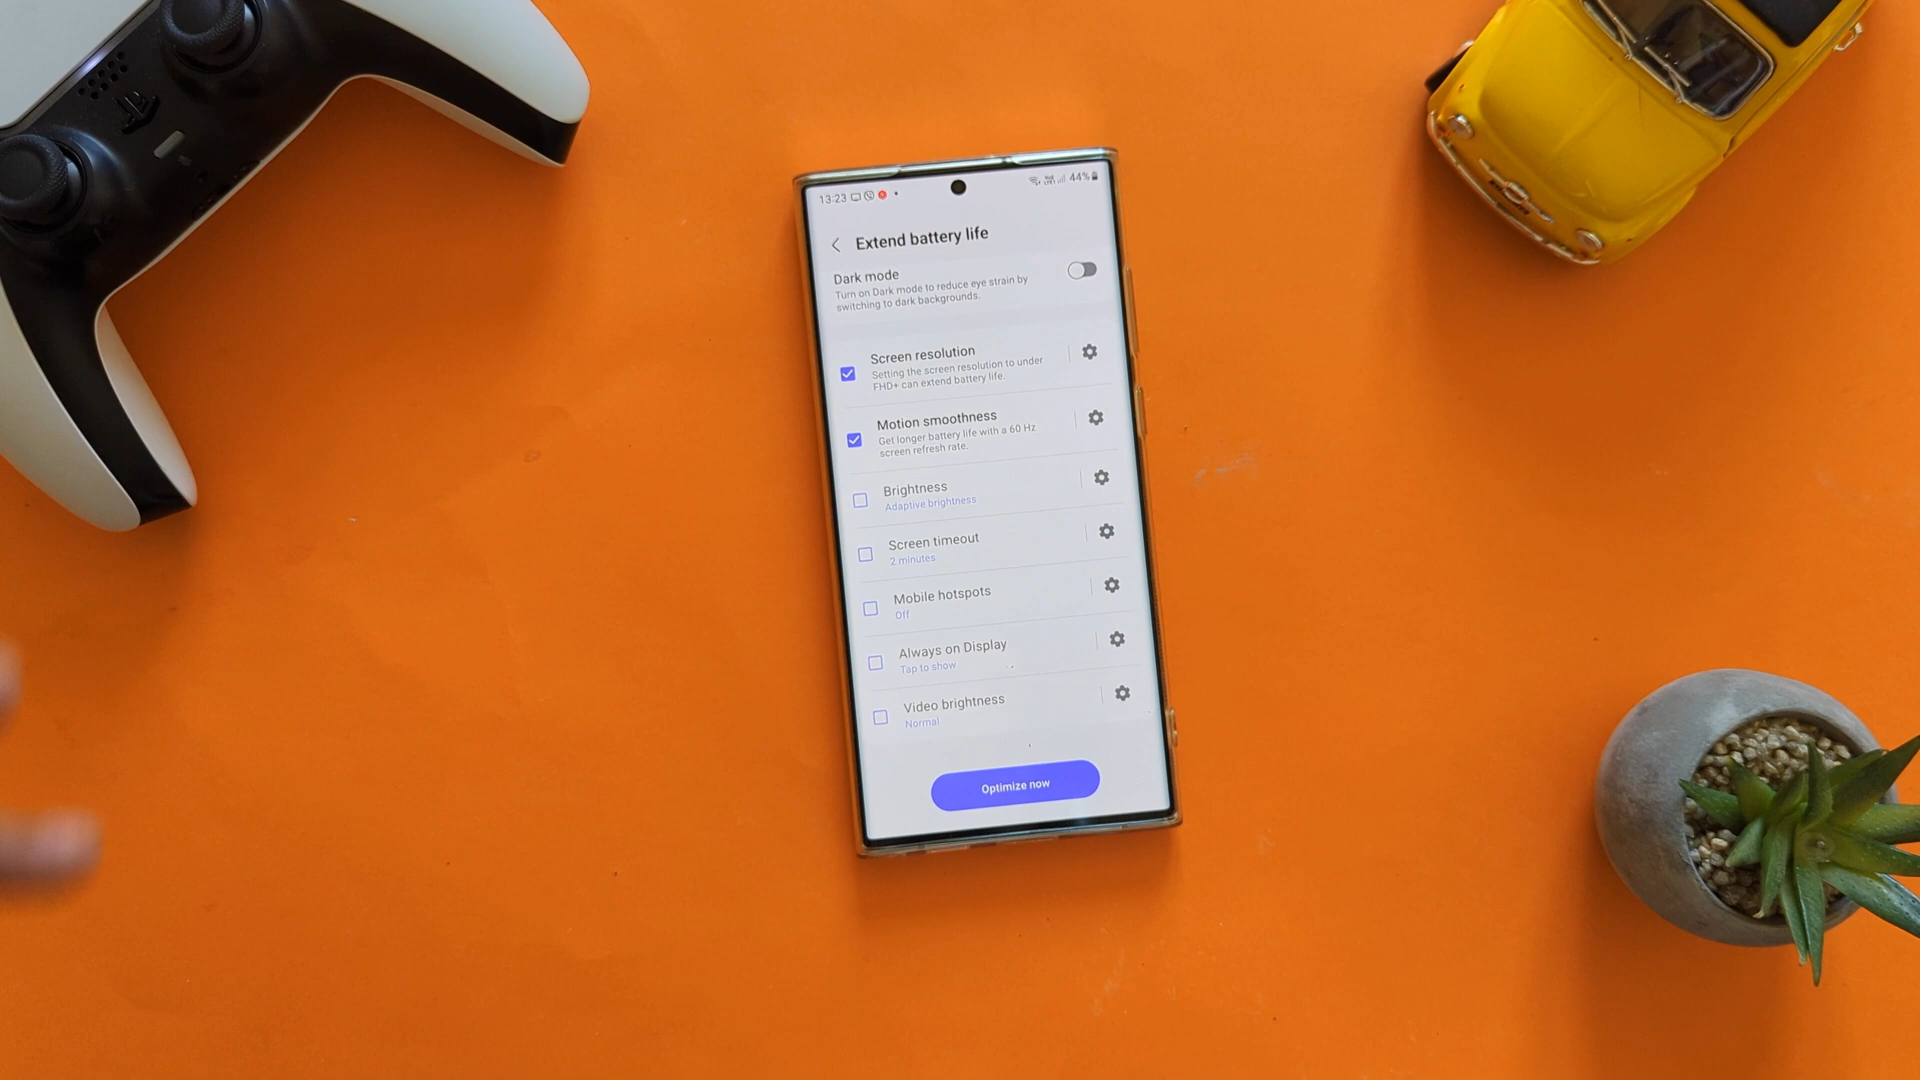 13:23
44%
Extend battery life
Dark mode
Turn on Dark mode to reduce eye strain by
switching to dark backgrounds.
Screen resolution
Setting the screen resolution to under
FHD+ can extend battery life.
Motion smoothness
Get longer battery life with a 60 Hz
screen refresh rate.
Brightness
Adaptive brightness
Screen timeout
2 minutes
Mobile hotspots
Off
Always on Display
Tap to show
Video brightness
Normal
Optimize now